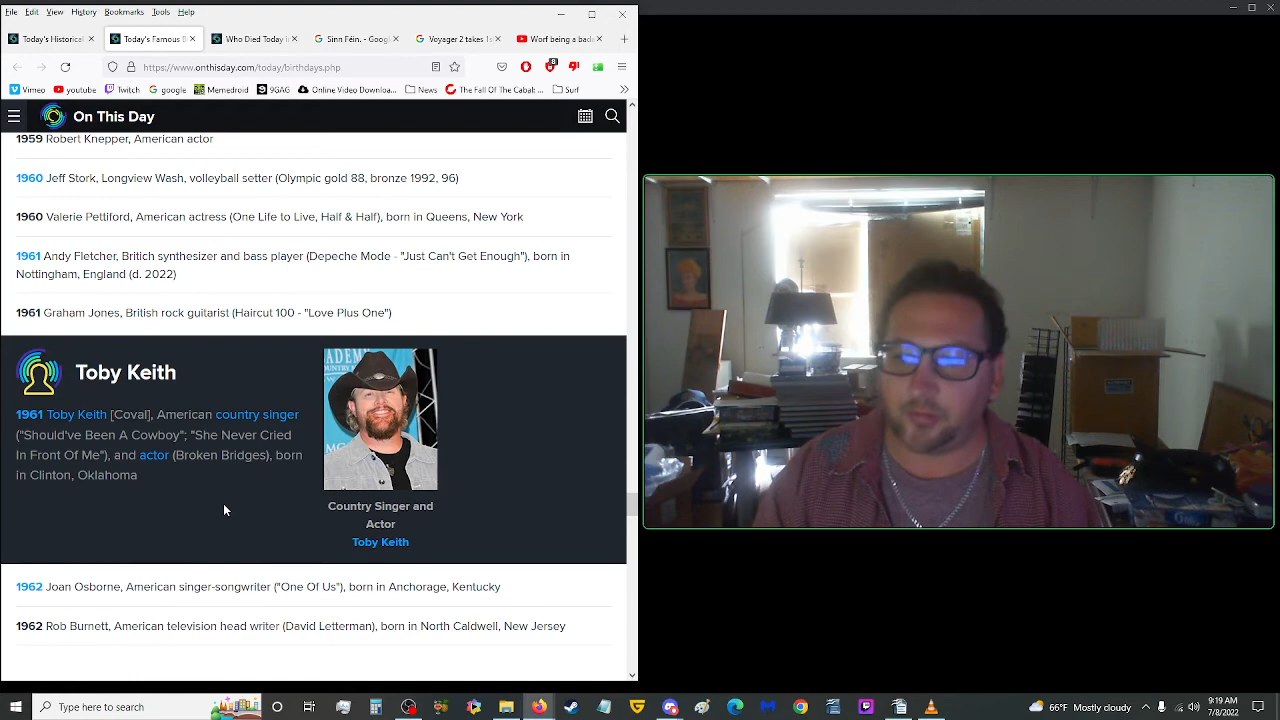 File Edit View History Bookmarks Tools Help
Today's Historical
Today's Famous B
Who Died Today in
Sinn Féin. - Googl
Voyager 2 takes 1s
Worf being a bada
https://www.onthisday.com/today/birthdays.php
8
Vimeo
youtube
Twitch
google
Memedroid
9GAG
Online Video Downloa...
News
The Fall Of The Cabal...
Surf
On This Day
1959 Robert Knepper, American actor
1960 Jeff Stork, Longview Wash, volleyball setter (Olympic gold 88, bronze 1992, 96)
1960 Valerie Pettiford, American actress (One Life to Live, Half & Half), born in Queens, New York
1961 Andy Fletcher, Britich synthesizer and bass player (Depeche Mode - "Just Can't Get Enough"), born in
Nottingham, England (d. 2022)
1961 Graham Jones, British rock guitarist (Haircut 100 - "Love Plus One")
Toby Keith
1961 Toby Keith [Coval], American country singer
("Should've Been A Cowboy"; "She Never Cried
In Front Of Me"), and actor (Broken Bridges), born
in Clinton, Oklahoma
Country Singer and
Actor
Toby Keith
1962 Joan Osborne, American singer-songwriter ("One Of Us"), born in Anchorage, Kentucky
1962 Rob Burnett, American television head writer (David Letterman), born in North Caldwell, New Jersey
Type here to search
66°F Mostly cloudy
9:19 AM
7/8/2022